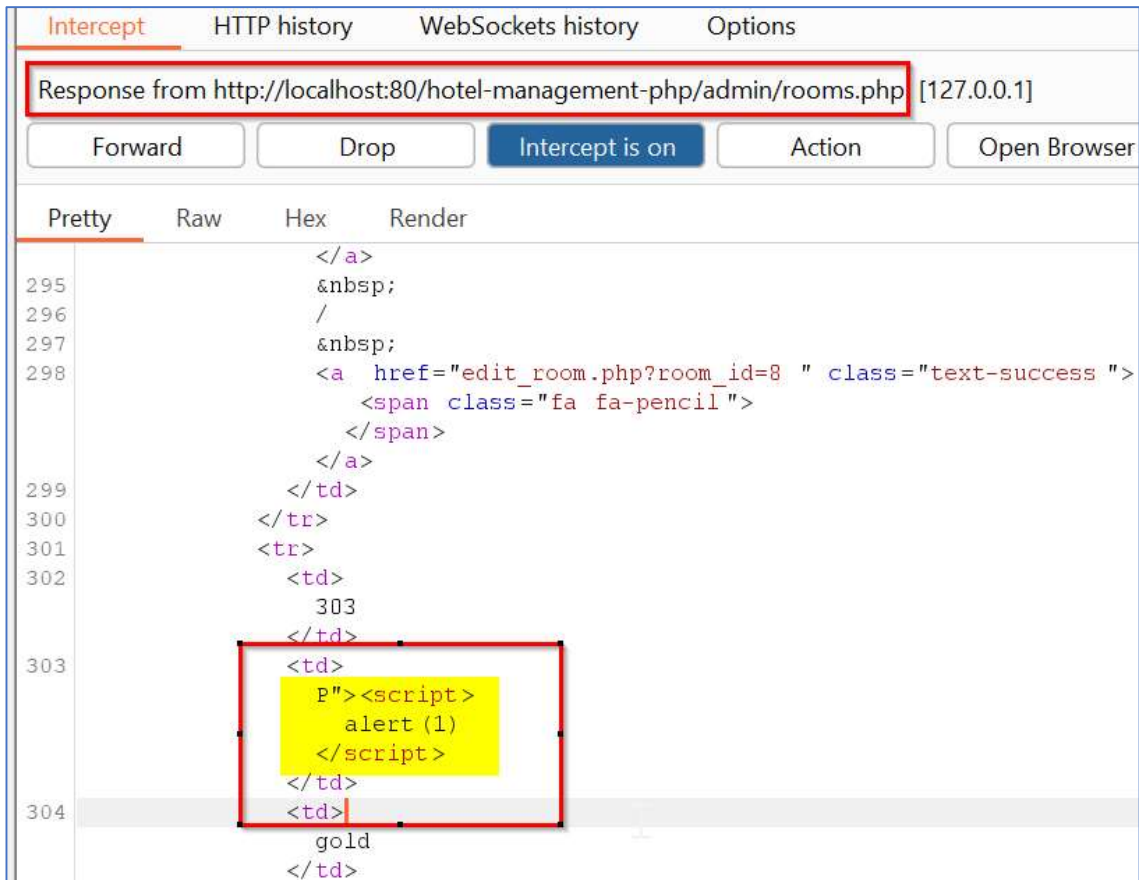 Intercept HTTP history WebSockets history Options
Response from http://localhost:80/hotel-management-php/admin/rooms.php [127.0.0.1]
Forward Drop Intercept is on Action Open Browser
Pretty Raw Hex Render
</a>
295 &nbsp;
296 /
297 &nbsp;
298 <a href="edit_room.php?room_id=8 " class="text-success ">
<span class="fa fa-pencil ">
</span>
</a>
299 </td>
300 </tr>
301 <tr>
302 <td>
303
</td>
303 <td>
P"><script>
alert (1)
</script>
</td>
304 <td>
gold
</td>